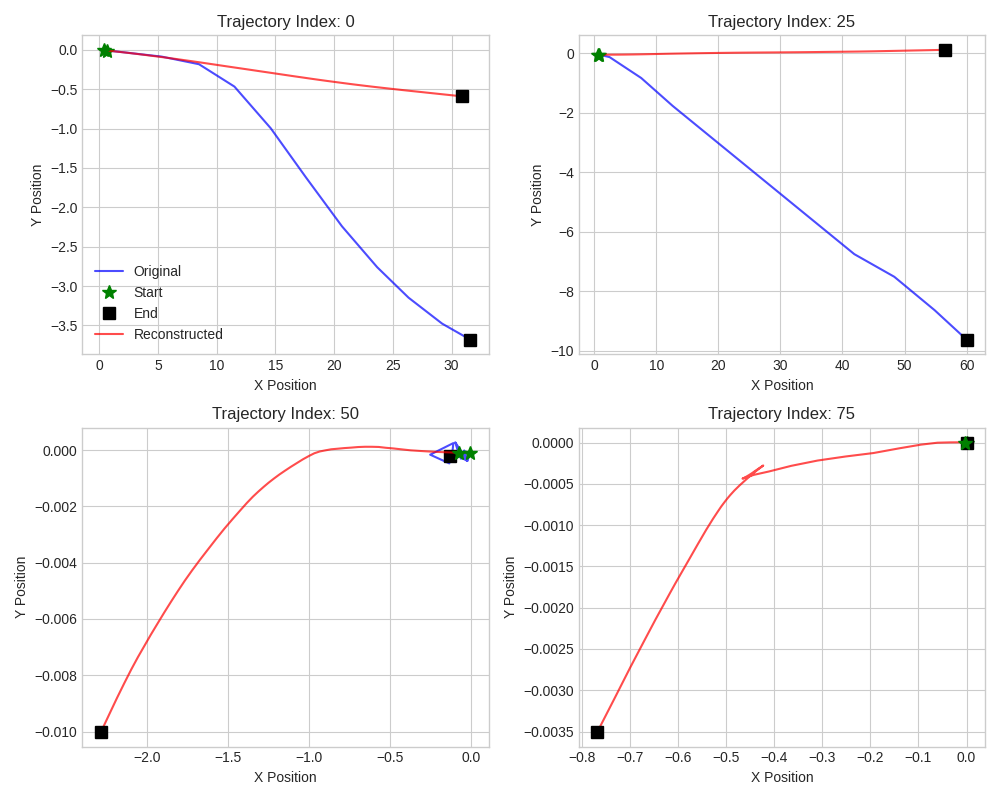 Trajectory Index: 0
0.0
−0.5
−1.0
−1.5
−2.0
−2.5
−3.0
−3.5
Y Position
Original
Start
End
Reconstructed
0 5 10 15 20 25 30
X Position
Trajectory Index: 25
0
−2
−4
−6
−8
−10
Y Position
0 10 20 30 40 50 60
X Position
Trajectory Index: 50
0.000
−0.002
−0.004
−0.006
−0.008
−0.010
Y Position
−2.0 −1.5 −1.0 −0.5 0.0
X Position
Trajectory Index: 75
0.0000
−0.0005
−0.0010
−0.0015
−0.0020
−0.0025
−0.0030
−0.0035
Y Position
−0.8 −0.7 −0.6 −0.5 −0.4 −0.3 −0.2 −0.1 0.0
X Position